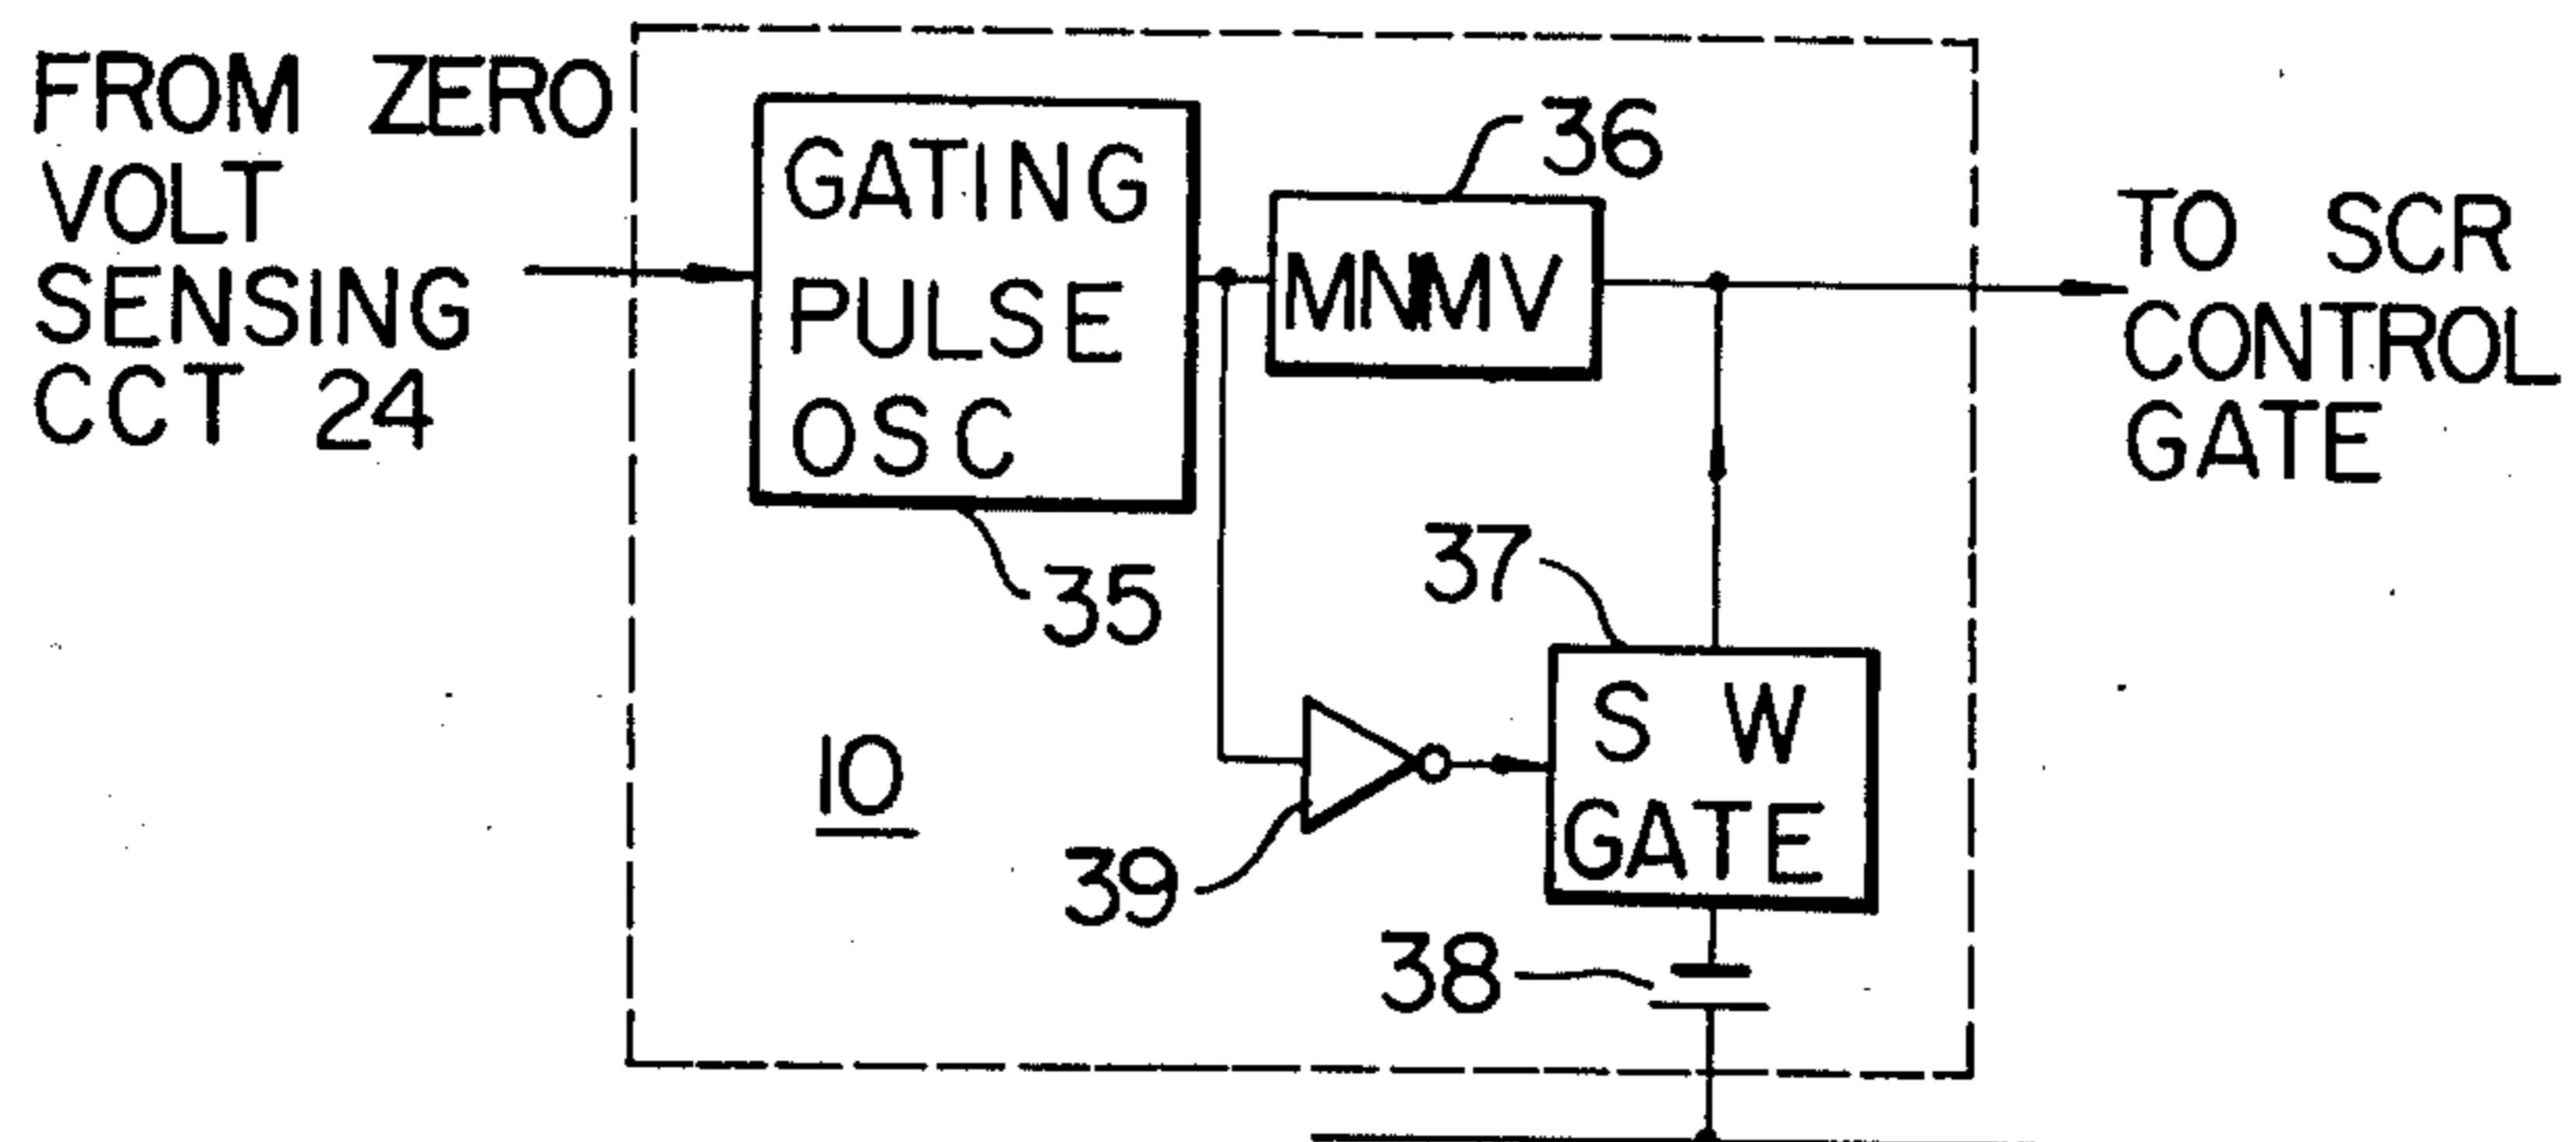 FROM ZERO
VOLT
SENSING
CCT 24
GATING
PULSE
OSC
35
36
MNMV
TO SCR
CONTROL
GATE
37
S W
GATE
10
39
38